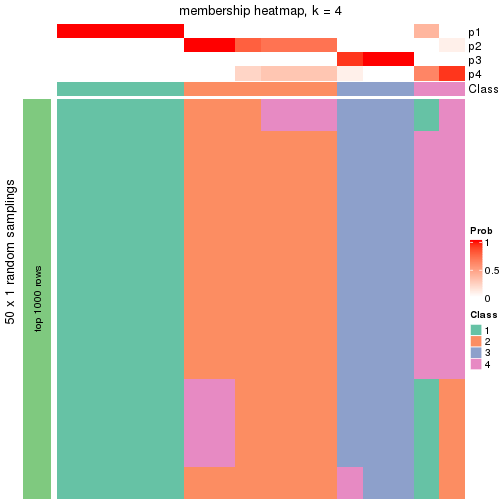 membership heatmap, k = 4
p1
p2
p3
p4
Class
50 x 1 random samplings
top 1000 rows
Prob
1
0.5
0
Class
1
2
3
4